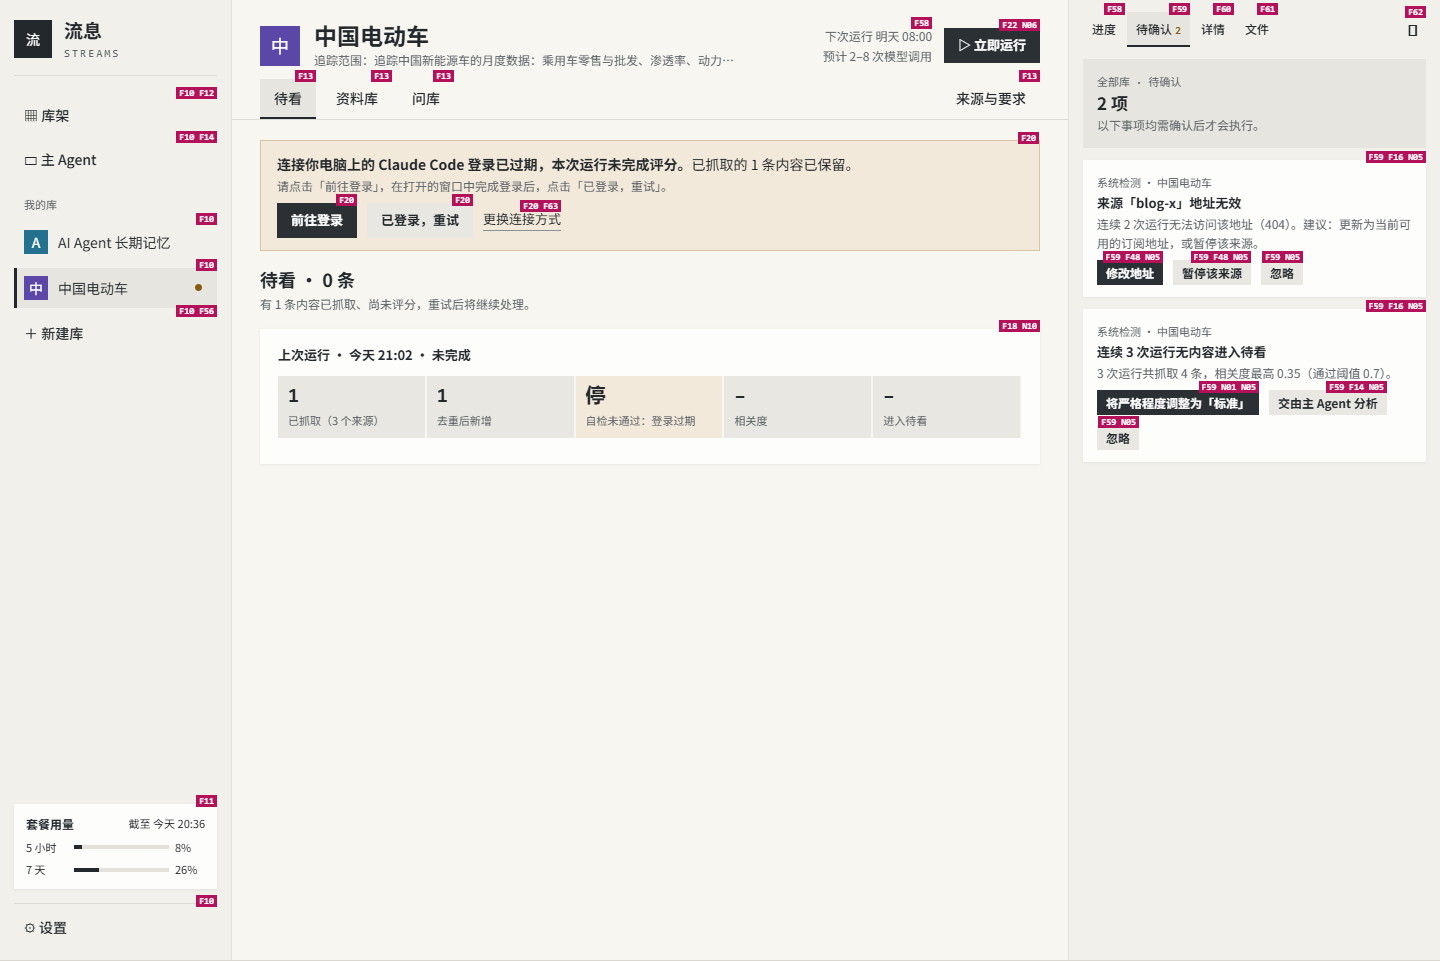 流
流息
STREAMS
F10 F12
库架
F10 F14
主 Agent
我的库
F10
A
AI Agent 长期记忆
F10
中
中国电动车
F10 F56
＋ 新建库
F11
套餐用量
截至 今天 20:36
5 小时
8%
7 天
26%
F10
设置
中
中国电动车
追踪范围：追踪中国新能源车的月度数据：乘用车零售与批发、渗透率、动力…
F58
下次运行 明天 08:00
预计 2–8 次模型调用
F22 N06
▷ 立即运行
F13
待看
F13
资料库
F13
问库
F13
来源与要求
F20
连接你电脑上的 Claude Code 登录已过期，本次运行未完成评分。已抓取的 1 条内容已保留。
请点击「前往登录」，在打开的窗口中完成登录后，点击「已登录，重试」。
F20
前往登录
F20
已登录，重试
F20 F63
更换连接方式
待看 · 0 条
有 1 条内容已抓取、尚未评分，重试后将继续处理。
F18 N10
上次运行 · 今天 21:02 · 未完成
1
已抓取（3 个来源）
1
去重后新增
停
自检未通过：登录过期
–
相关度
–
进入待看
F58
进度
F59
待确认 2
F60
详情
F61
文件
F62
全部库 · 待确认
2 项
以下事项均需确认后才会执行。
F59 F16 N05
系统检测 · 中国电动车
来源「blog-x」地址无效
连续 2 次运行无法访问该地址（404）。建议：更新为当前可
用的订阅地址，或暂停该来源。
F59 F48 N05
修改地址
F59 F48 N05
暂停该来源
F59 N05
忽略
F59 F16 N05
系统检测 · 中国电动车
连续 3 次运行无内容进入待看
3 次运行共抓取 4 条，相关度最高 0.35（通过阈值 0.7）。
F59 N01 N05
将严格程度调整为「标准」
F59 F14 N05
交由主 Agent 分析
F59 N05
忽略